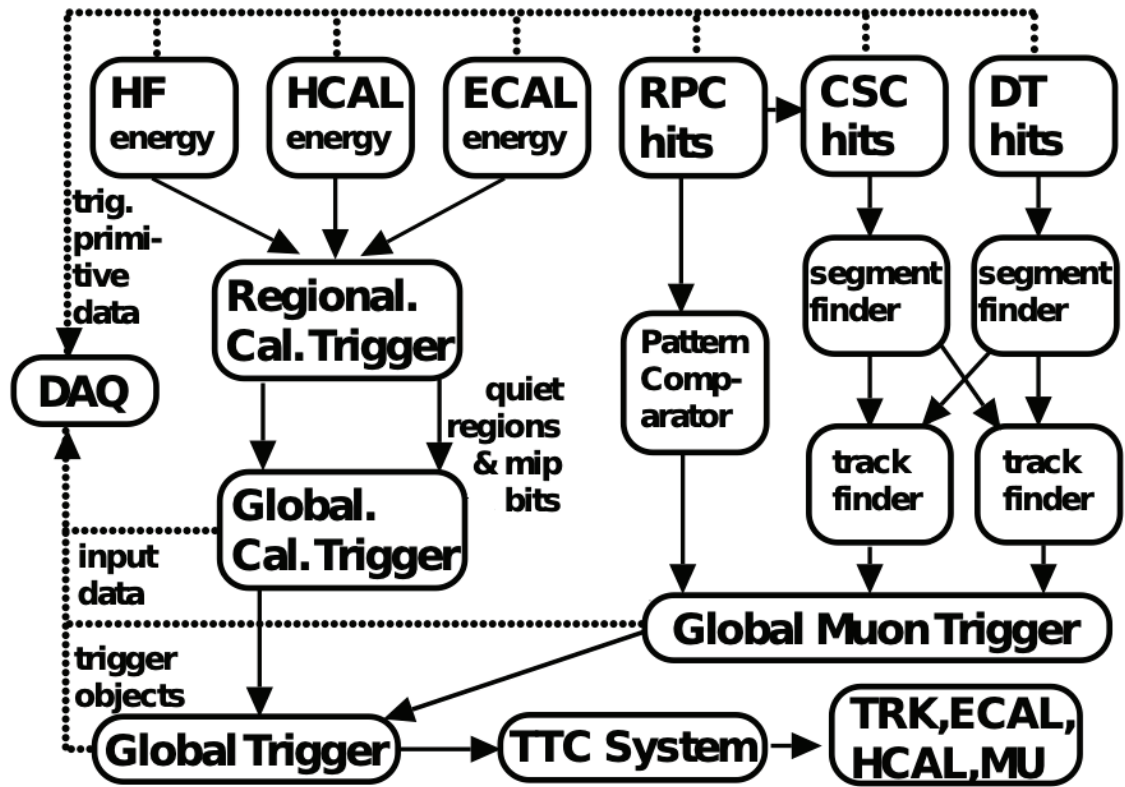 HF
energy
HCAL
energy
ECAL
energy
RPC
hits
CSC
hits
DT
hits
trig.
primi-
tive
data
Regional.
Cal. Trigger
segment
finder
segment
finder
Pattern
Comp-
arator
DAQ
quiet
regions
& mip
bits
track
finder
track
finder
Global.
Cal. Trigger
input
data
Global Muon Trigger
trigger
objects
Global Trigger
TTC System
TRK,ECAL,
HCAL,MU